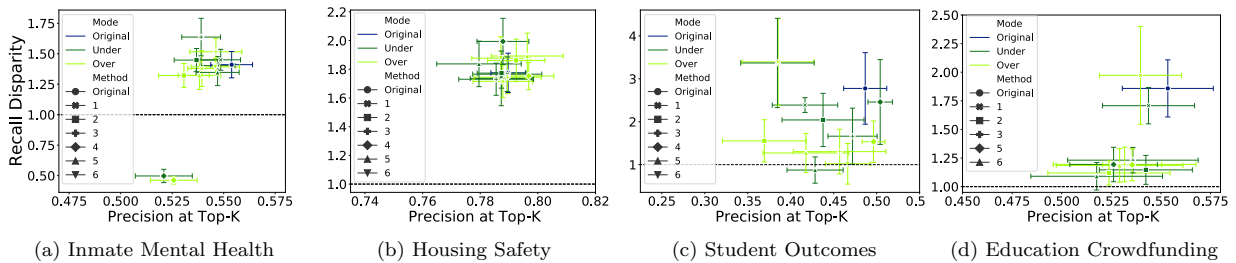 Recall Disparity
1.75
1.50
1.25
1.00
0.75
0.50
Mode
Original
Under
Over
Method
Original
1
2
3
4
5
6
0.475 0.500 0.525 0.550 0.575
Precision at Top-K
(a) Inmate Mental Health
2.2
2.0
1.8
1.6
1.4
1.2
1.0
Mode
Original
Under
Over
Method
Original
1
2
3
4
5
6
0.74 0.76 0.78 0.80 0.82
Precision at Top-K
(b) Housing Safety
4
3
2
1
Mode
Original
Under
Over
Method
Original
1
2
3
4
5
6
0.25 0.30 0.35 0.40 0.45 0.50
Precision at Top-K
(c) Student Outcomes
2.50
2.25
2.00
1.75
1.50
1.25
1.00
Mode
Original
Under
Over
Method
Original
1
2
3
4
5
6
0.450 0.475 0.500 0.525 0.550 0.575
Precision at Top-K
(d) Education Crowdfunding